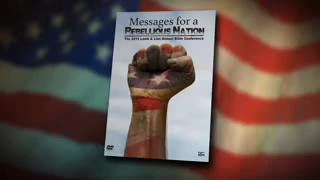 Messages for a
REBELLIOUS NATION
The 2015 Lamb & Lion Annual Bible Conference
DVD